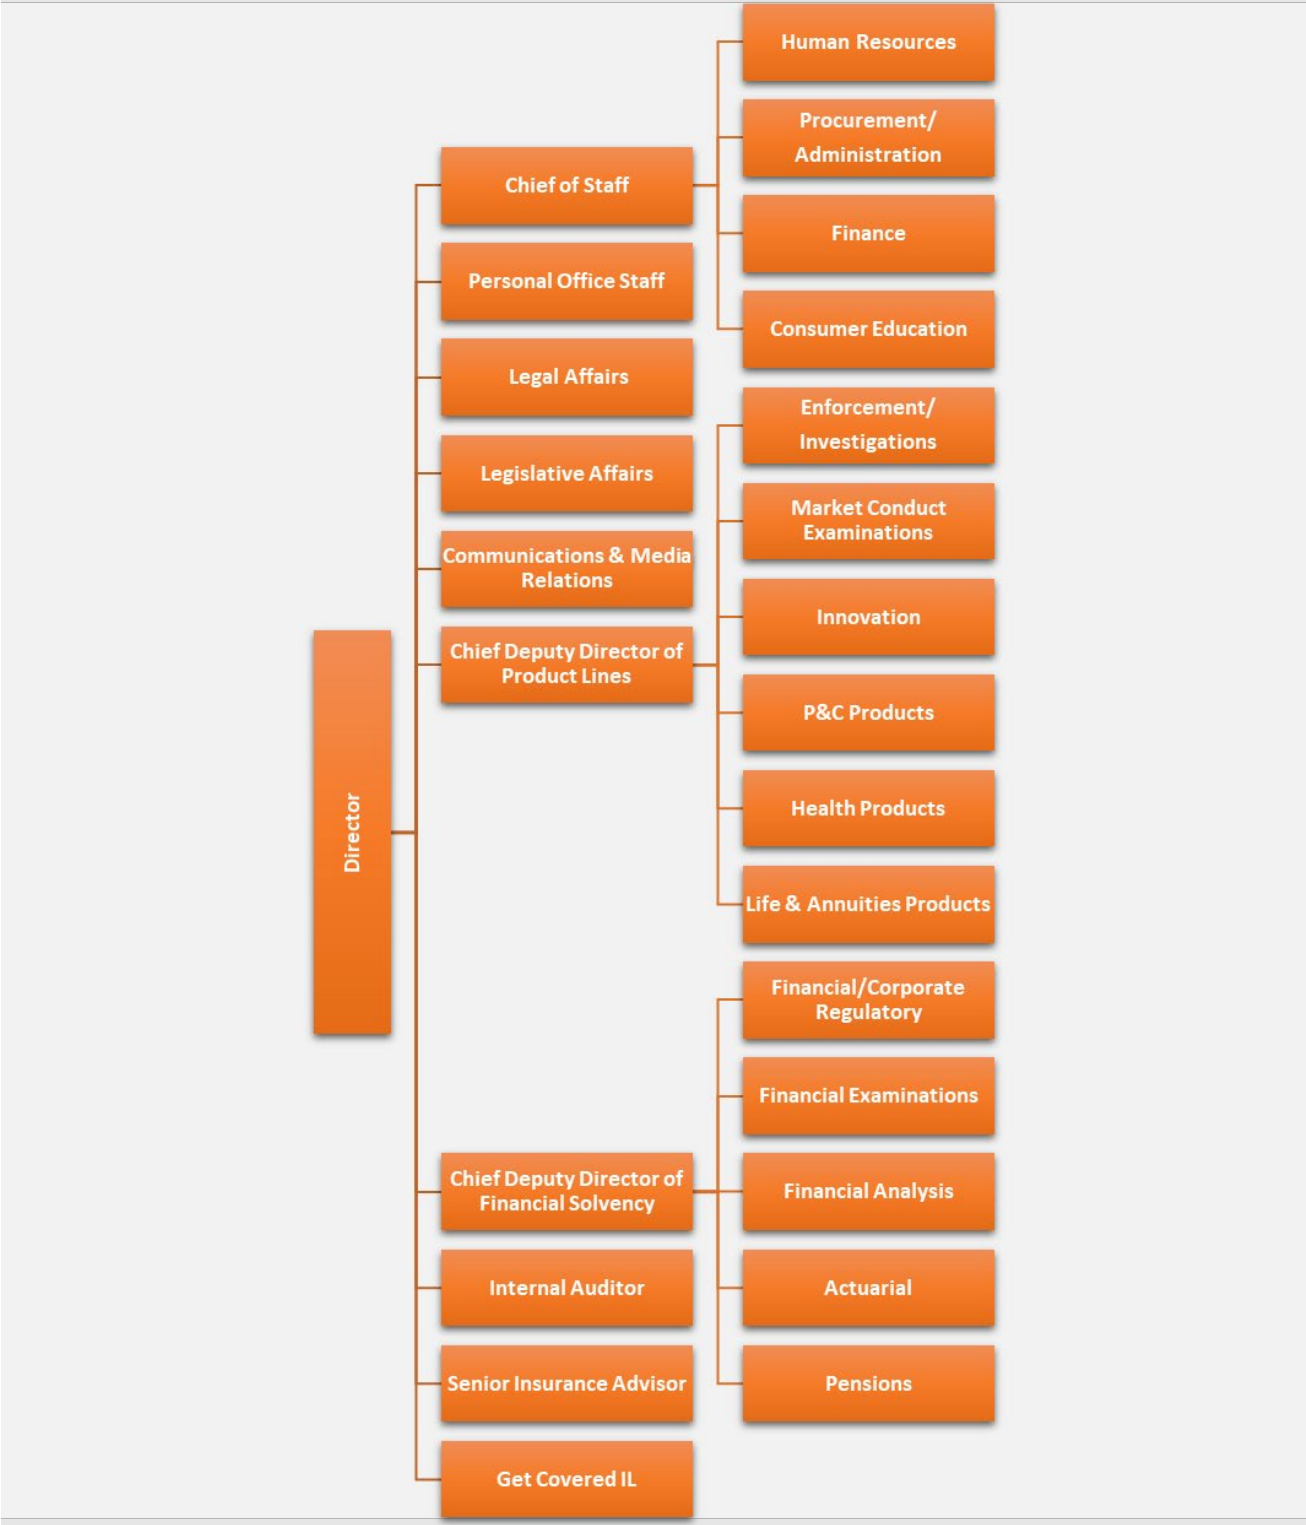 Director
Chief of Staff
Human Resources
Procurement/
Administration
Finance
Consumer Education
Personal Office Staff
Legal Affairs
Legislative Affairs
Communications & Media
Relations
Chief Deputy Director of
Product Lines
Enforcement/
Investigations
Market Conduct
Examinations
Innovation
P&C Products
Health Products
Life & Annuities Products
Chief Deputy Director of
Financial Solvency
Financial/Corporate
Regulatory
Financial Examinations
Financial Analysis
Actuarial
Pensions
Internal Auditor
Senior Insurance Advisor
Get Covered IL